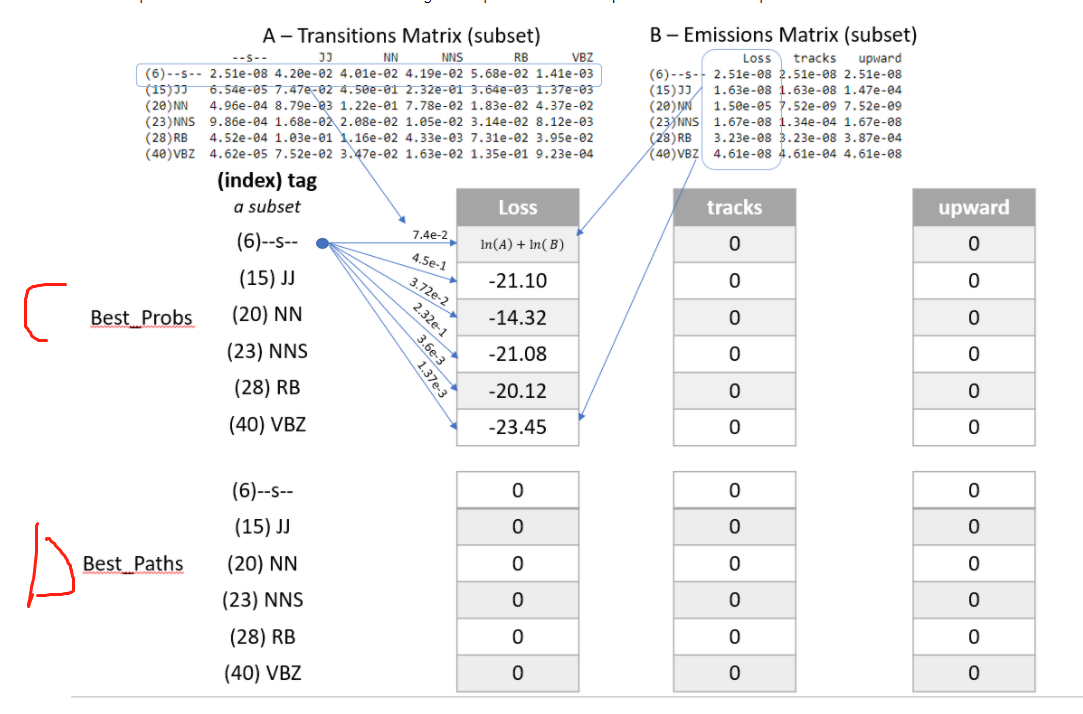 A – Transitions Matrix (subset)
--s-- JJ NN NNS RB VBZ
(6)--s-- 2.51e-08 4.20e-02 4.01e-02 4.19e-02 5.68e-02 1.41e-03
(15)JJ 6.54e-05 7.47e-02 4.50e-01 2.32e-01 3.64e-03 1.37e-03
(20)NN 4.96e-04 8.79e-03 1.22e-01 7.78e-02 1.83e-02 4.37e-02
(23)NNS 9.86e-04 1.68e-02 2.08e-02 1.05e-02 3.14e-02 8.12e-03
(28)RB 4.52e-04 1.03e-01 1.16e-02 4.33e-03 7.31e-02 3.95e-02
(40)VBZ 4.62e-05 7.52e-02 3.47e-02 1.63e-02 1.35e-01 9.23e-04
B – Emissions Matrix (subset)
Loss tracks upward
(6)--s-- 2.51e-08 2.51e-08 2.51e-08
(15)JJ 1.63e-08 1.63e-08 1.47e-04
(20)NN 1.50e-05 7.52e-09 7.52e-09
(23)NNS 1.67e-08 1.34e-04 1.67e-08
(28)RB 3.23e-08 3.23e-08 3.87e-04
(40)VBZ 4.61e-08 4.61e-04 4.61e-08
(index) tag
a subset Loss tracks upward
(6)--s-- 7.4e-2 ln(A) + ln(B) 0 0
(15) JJ 4.5e-1 -21.10 0 0
Best_Probs (20) NN 3.72e-2 -14.32 0 0
(23) NNS 2.32e-1 -21.08 0 0
(28) RB 3.6e-3 -20.12 0 0
(40) VBZ 1.37e-3 -23.45 0 0
(6)--s-- 0 0 0
(15) JJ 0 0 0
Best_Paths (20) NN 0 0 0
(23) NNS 0 0 0
(28) RB 0 0 0
(40) VBZ 0 0 0